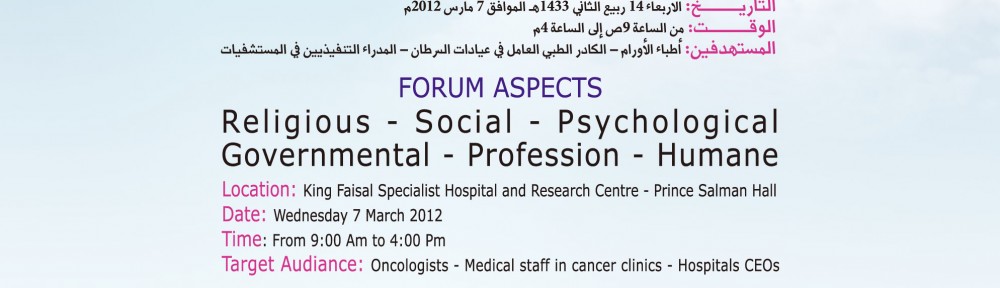 التاريـــــخ: الاربعاء 14 ربيع الثاني 1433هـ الموافق 7 مارس 2012م
الوقــــــت: من الساعة 9ص إلى الساعة 4م
المستهدفين: أطباء الأورام – الكادر الطبي العامل في عيادات السرطان – المدراء التنفيذيين في المستشفيات
FORUM ASPECTS
Religious - Social - Psychological
Governmental - Profession - Humane
Location: King Faisal Specialist Hospital and Research Centre - Prince Salman Hall
Date: Wednesday 7 March 2012
Time: From 9:00 Am to 4:00 Pm
Target Audiance: Oncologists - Medical staff in cancer clinics - Hospitals CEOs